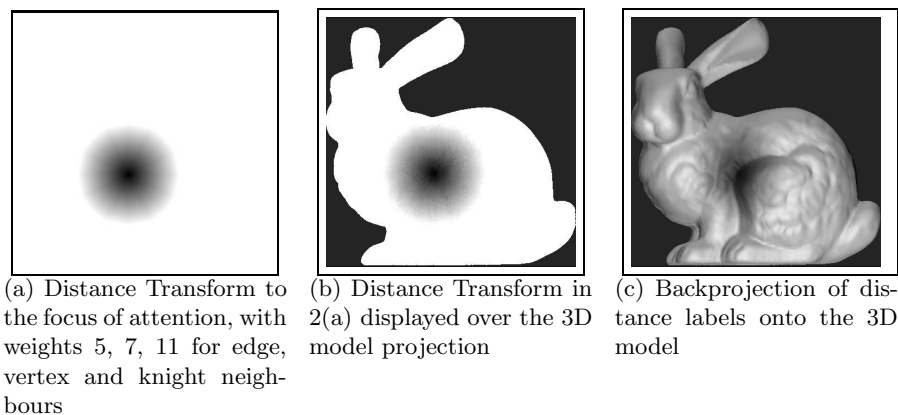 (a) Distance Transform to
the focus of attention, with
weights 5, 7, 11 for edge,
vertex and knight neigh-
bours
(b) Distance Transform in
2(a) displayed over the 3D
model projection
(c) Backprojection of dis-
tance labels onto the 3D
model